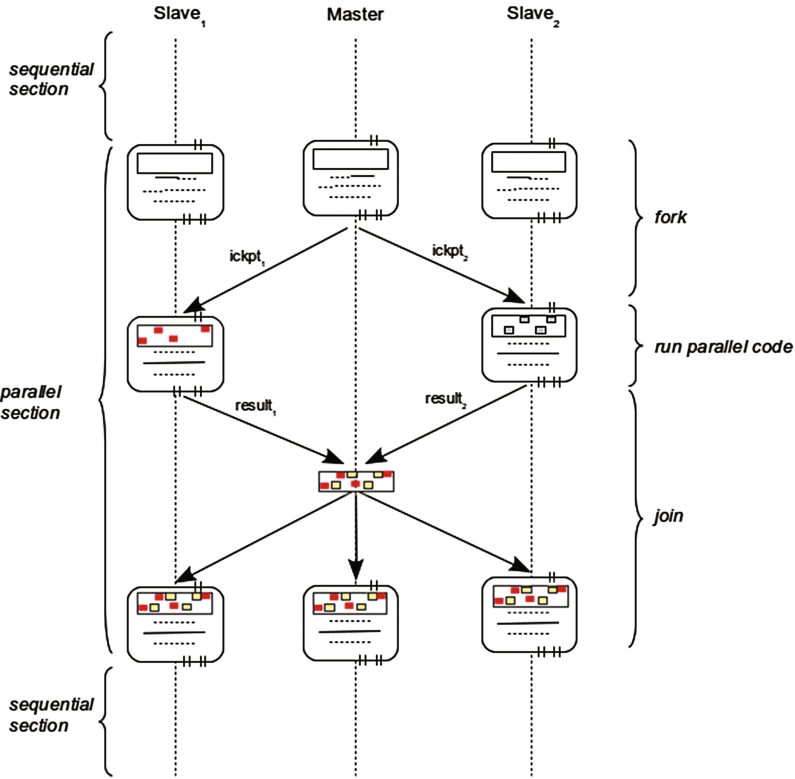 Slave1
Master
Slave2
sequential
section
fork
ickpt1
ickpt2
run parallel code
parallel
section
result1
result2
join
sequential
section